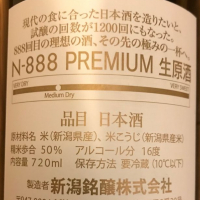 現代の食に合った日本酒を造りたいと、
試醸の回数が1200回にもなった。
888回目の理想の酒、その先の極みの一杯へ。
N-888 PREMIUM 生原酒
VERY DRY
VERY SWEET
Medium Dry
品目 日本酒
原材料名 米(新潟県産)、米こうじ(新潟県産米)
精米歩合 50% アルコール分 16度
内容量 720ml 保存方法 要冷蔵(10℃以下)
製造者 新潟銘醸株式会社